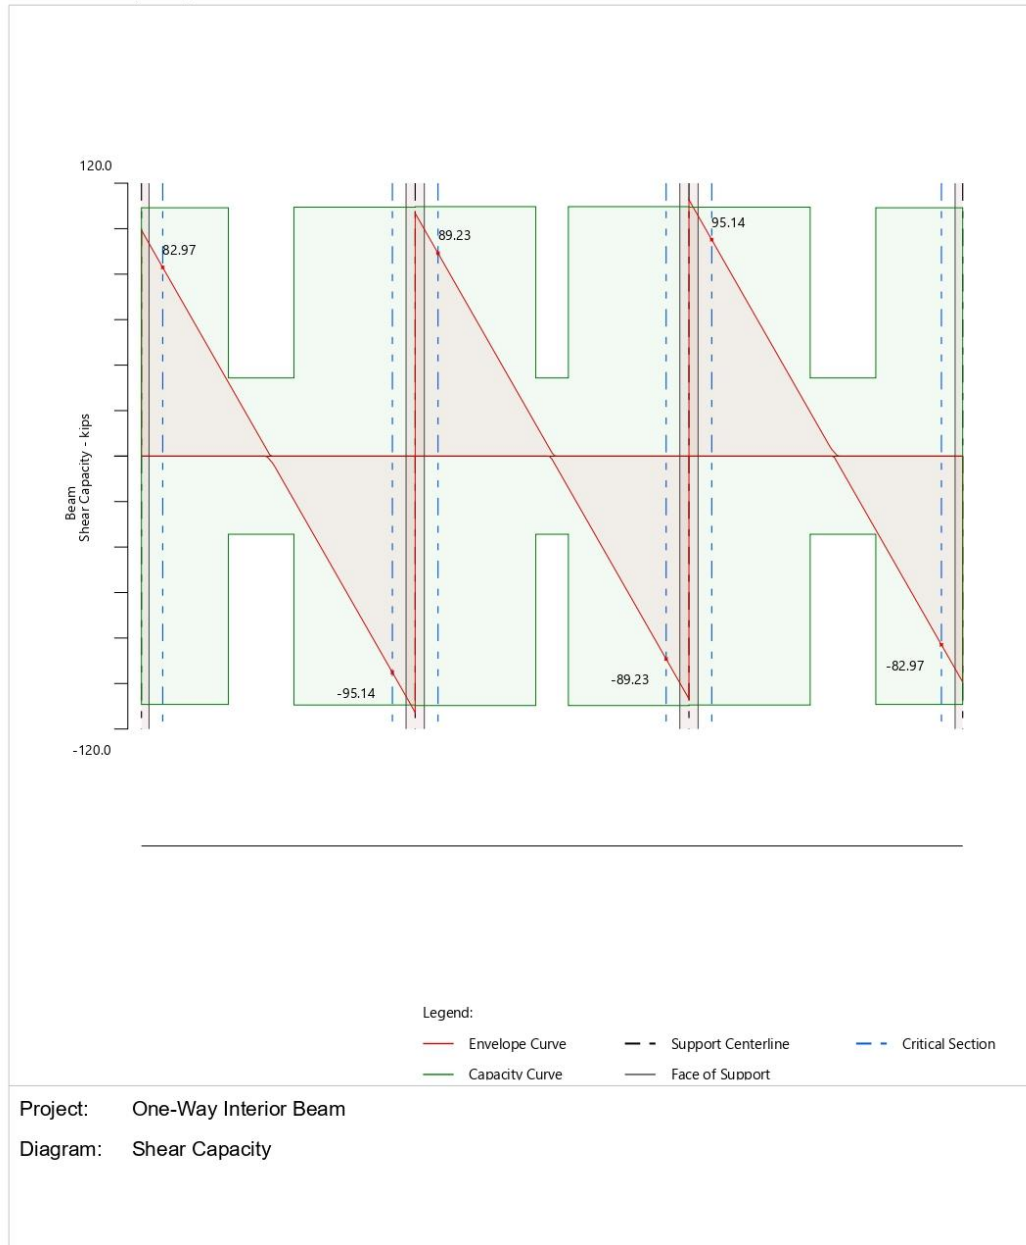 120.0
95.14
89.23
82.97
Beam
Shear Capacity - kips
-82.97
-89.23
-95.14
-120.0
Legend:
Envelope Curve Support Centerline Critical Section
Capacity Curve Face of Support
Project: One-Way Interior Beam
Diagram: Shear Capacity